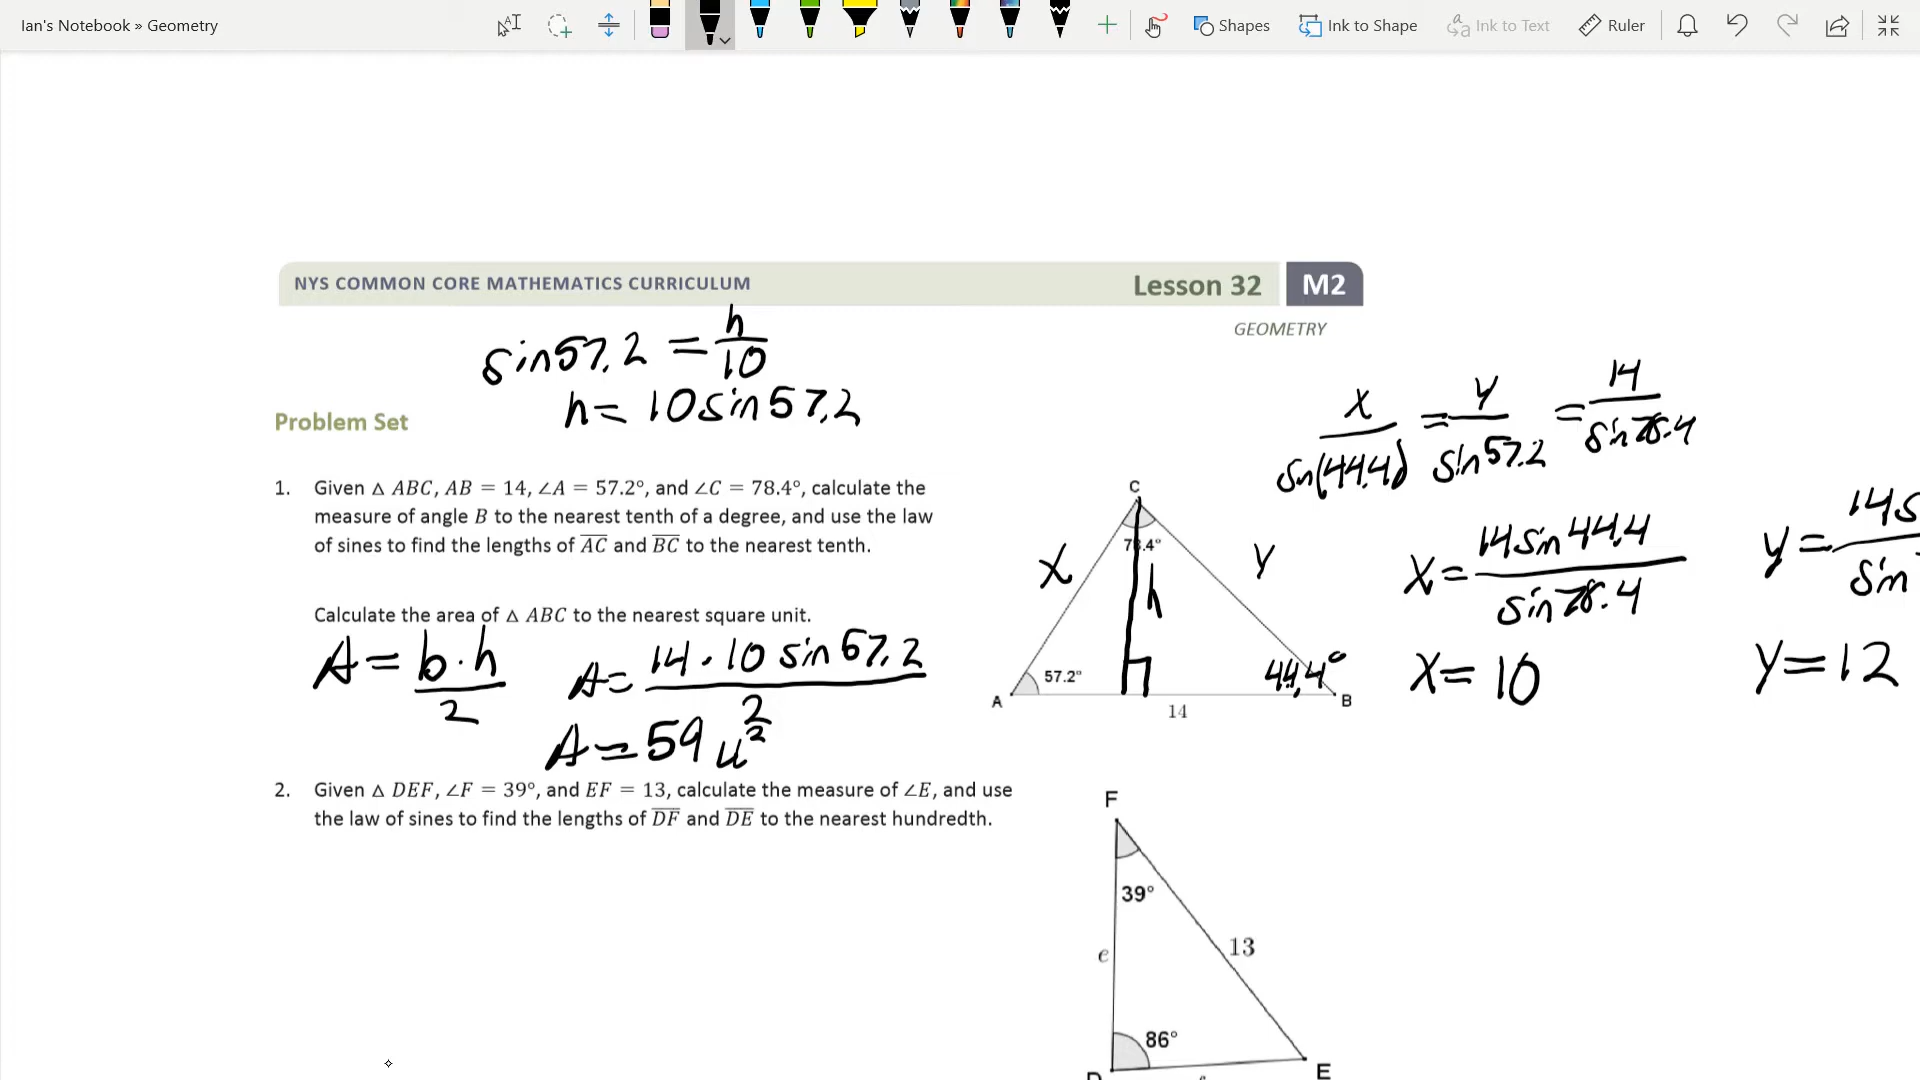 Ian's Notebook » Geometry
Shapes
Ink to Shape
Ink to Text
Ruler
NYS COMMON CORE MATHEMATICS CURRICULUM
Lesson 32
M2
GEOMETRY
sin57.2 = h/10
h = 10sin57.2
Problem Set
1. Given △ ABC, AB = 14, ∠A = 57.2°, and ∠C = 78.4°, calculate the
measure of angle B to the nearest tenth of a degree, and use the law
of sines to find the lengths of AC and BC to the nearest tenth.
Calculate the area of △ ABC to the nearest square unit.
A = b·h/2
A = 14·10 sin57.2/2
A = 59 u²
C
78.4°
X
h
Y
57.2°
44.4°
A
B
14
x/sn(44.4) = y/sin57.2 = 14/sin78.4
x = 14sin44.4/sin78.4
x = 10
y = 14s/sin
y = 12
2. Given △ DEF, ∠F = 39°, and EF = 13, calculate the measure of ∠E, and use
the law of sines to find the lengths of DF and DE to the nearest hundredth.
F
39°
e
13
86°
D
E